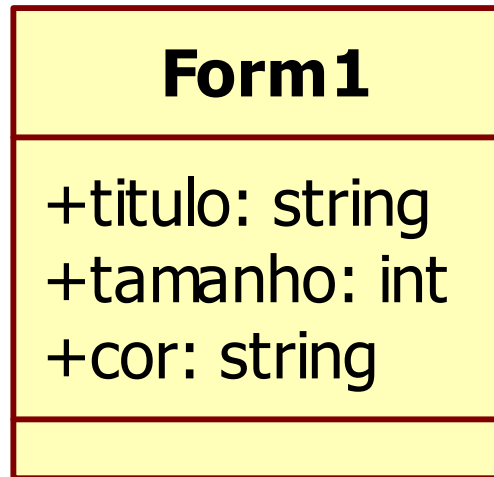 Form1
+titulo: string
+tamanho: int
+cor: string